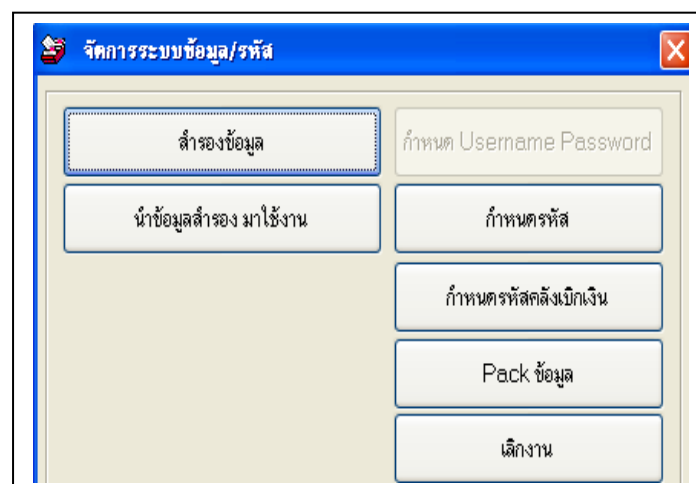 จัดการระบบข้อมูล/รหัส
สำรองข้อมูล
กำหนด Username Password
นำข้อมูลสำรอง มาใช้งาน
กำหนดรหัส
กำหนดรหัสคลังเบิกเงิน
Pack ข้อมูล
เลิกงาน